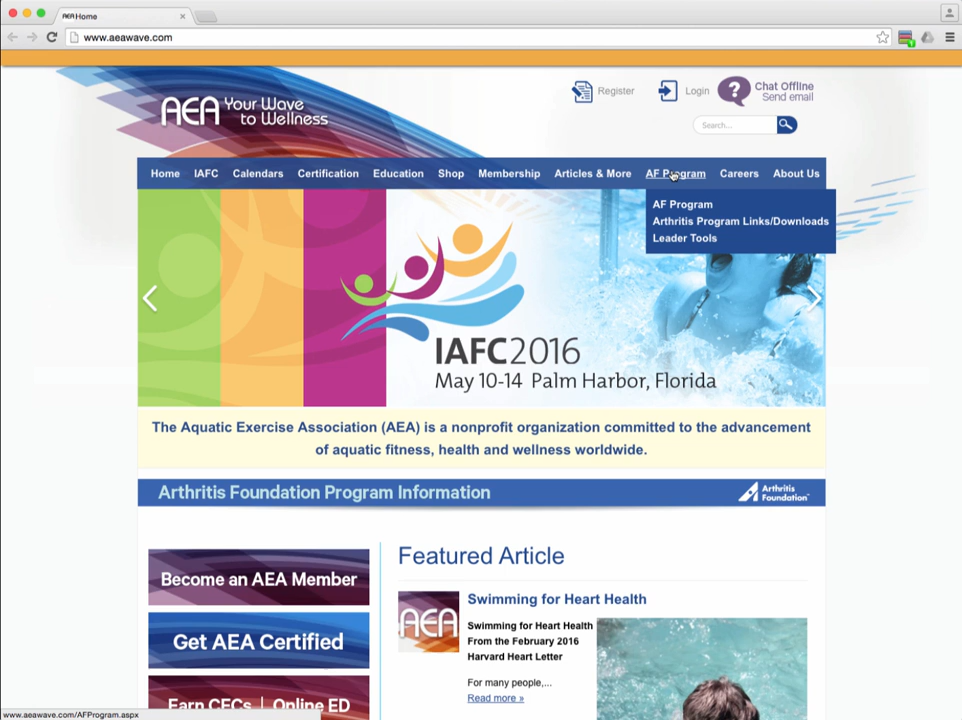 AEA Home
www.aeawave.com
AEA Your Wave to Wellness
Register
Login
? Chat Offline
Send email
Search...
Home IAFC Calendars Certification Education Shop Membership Articles & More AF Program Careers About Us
AF Program
Arthritis Program Links/Downloads
Leader Tools
IAFC2016
May 10-14 Palm Harbor, Florida
The Aquatic Exercise Association (AEA) is a nonprofit organization committed to the advancement
of aquatic fitness, health and wellness worldwide.
Arthritis Foundation Program Information
Arthritis
Foundation™
Become an AEA Member
Get AEA Certified
Earn CECs | Online ED
Featured Article
AEA
Swimming for Heart Health
Swimming for Heart Health
From the February 2016
Harvard Heart Letter
For many people,...
Read more »
www.aeawave.com/AFProgram.aspx